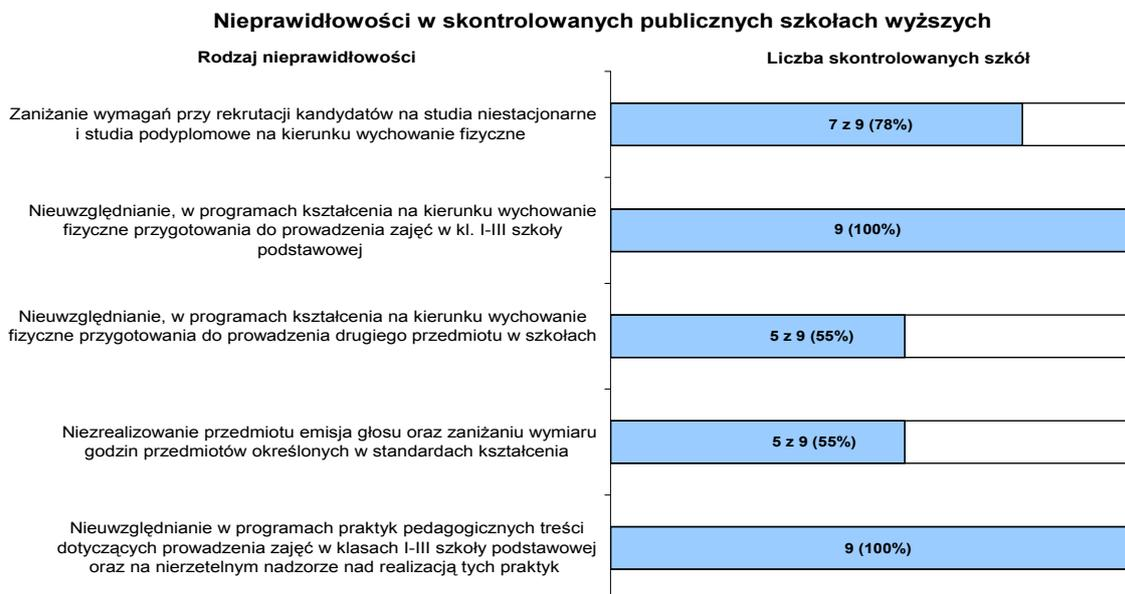 Nieprawidłowości w skontrolowanych publicznych szkołach wyższych
Rodzaj nieprawidłowości
Liczba skontrolowanych szkół
Zaniżanie wymagań przy rekrutacji kandydatów na studia niestacjonarne
i studia podyplomowe na kierunku wychowanie fizyczne
7 z 9 (78%)
Nieuwzględnianie, w programach kształcenia na kierunku wychowanie
fizyczne przygotowania do prowadzenia zajęć w kl. I-III szkoły
podstawowej
9 (100%)
Nieuwzględnianie, w programach kształcenia na kierunku wychowanie
fizyczne przygotowania do prowadzenia drugiego przedmiotu w szkołach
5 z 9 (55%)
Niezrealizowanie przedmiotu emisja głosu oraz zaniżaniu wymiaru
godzin przedmiotów określonych w standardach kształcenia
5 z 9 (55%)
Nieuwzględnianie w programach praktyk pedagogicznych treści
dotyczących prowadzenia zajęć w klasach I-III szkoły podstawowej
oraz na nierzetelnym nadzorze nad realizacją tych praktyk
9 (100%)